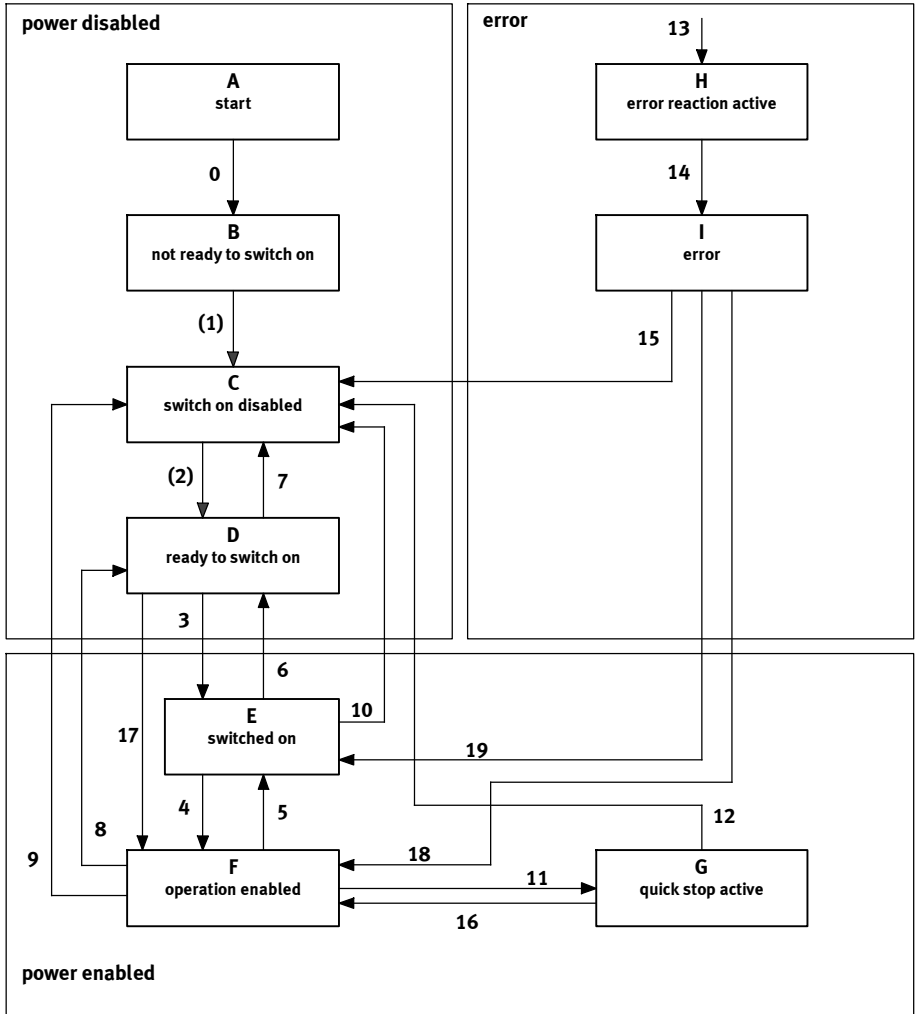 power disabled
error
13
A
start
H
error reaction active
0
14
B
not ready to switch on
I
error
(1)
15
C
switch on disabled
(2)
7
D
ready to switch on
3
6
E
switched on
10
17
19
4
5
12
8
9
18
F
operation enabled
11
G
quick stop active
16
power enabled